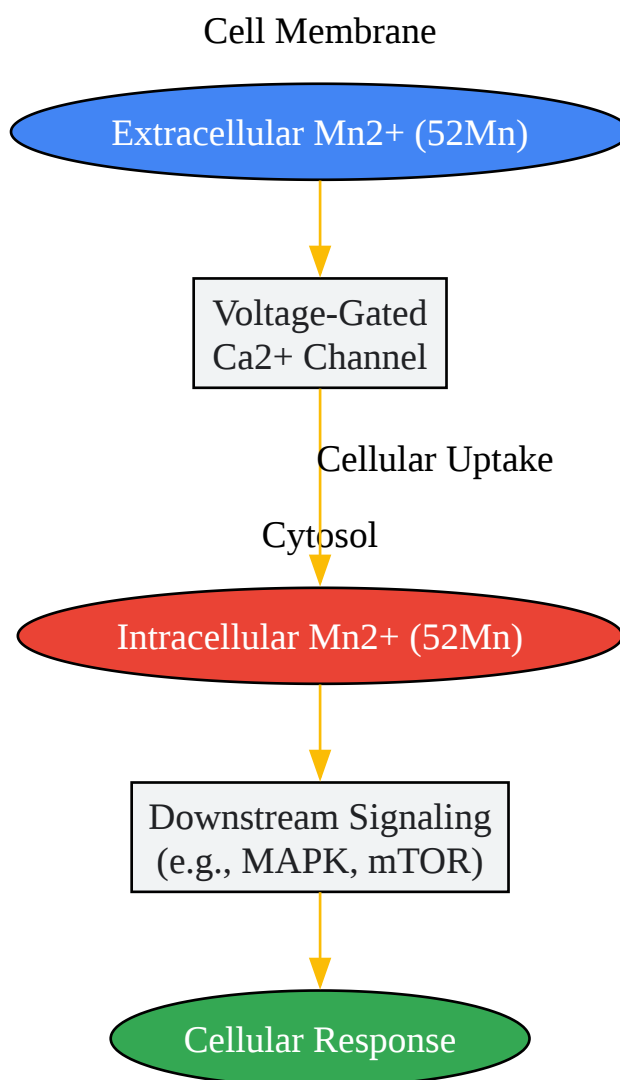 Cell Membrane
Extracellular Mn2+ (52Mn)
Voltage-Gated
Ca2+ Channel
Cellular Uptake
Cytosol
Intracellular Mn2+ (52Mn)
Downstream Signaling
(e.g., MAPK, mTOR)
Cellular Response